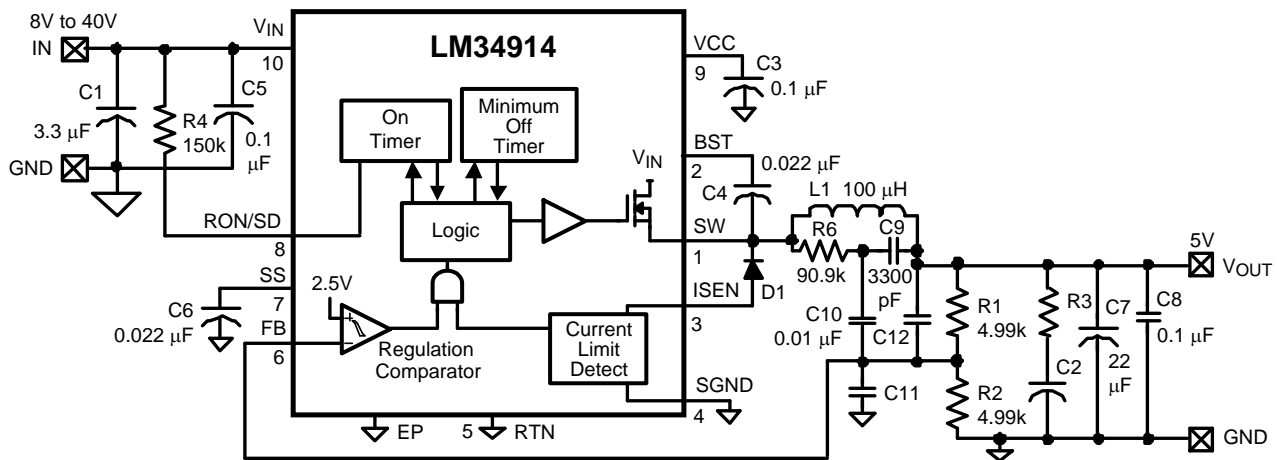 8V to 40V
IN
VIN
10
LM34914
VCC
9
C3
0.1 µF
C1
3.3 µF
R4
150k
C5
0.1
µF
GND
On
Timer
Minimum
Off
Timer
VIN
BST
2
0.022 µF
C4
L1 100 µH
RON/SD
8
Logic
SW
1
R6
90.9k
C9
3300
pF
5V
VOUT
SS
7
C6
0.022 µF
2.5V
FB
6
+
−
Regulation
Comparator
Current
Limit
Detect
ISEN
3
D1
C10
0.01 µF
C12
R1
4.99k
R3
C7
22
µF
C8
0.1 µF
C2
SGND
4
C11
R2
4.99k
GND
EP
5
RTN